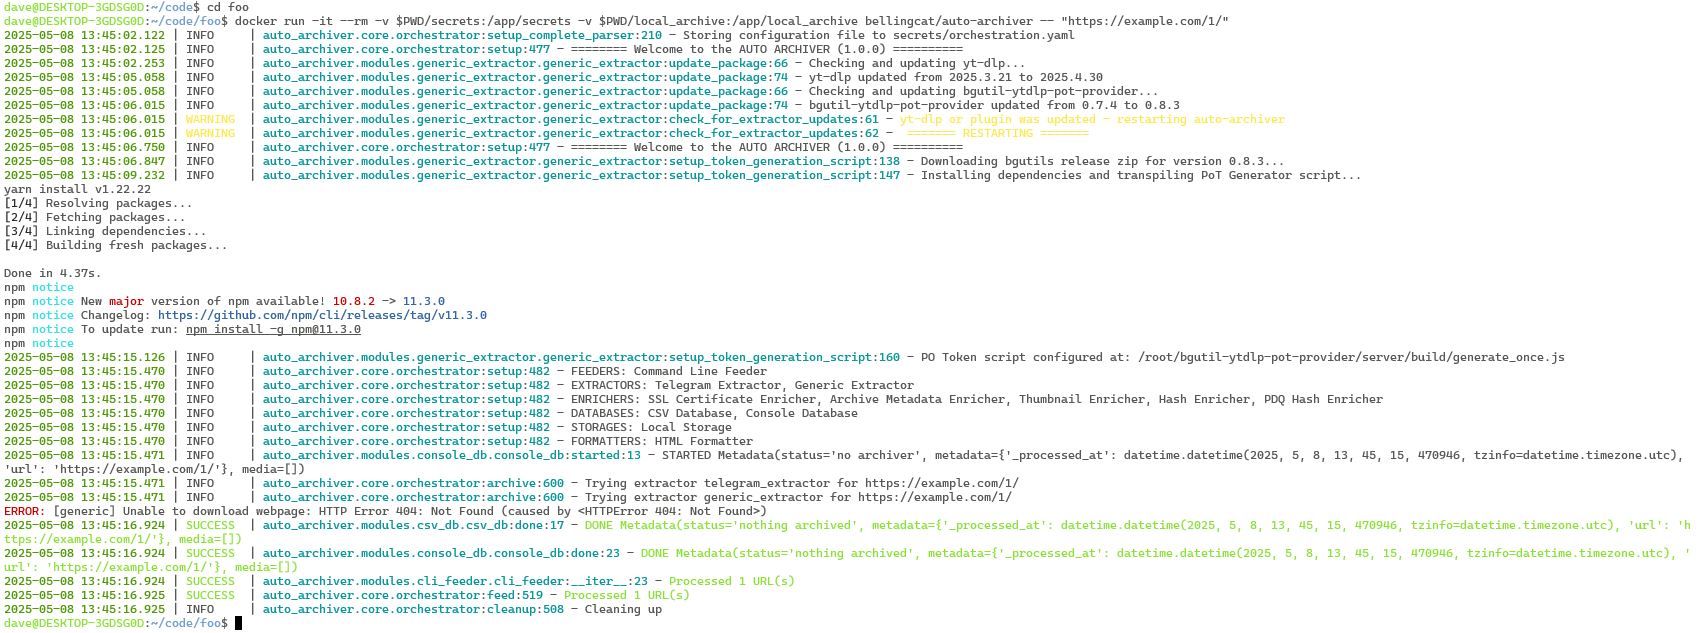 dave@DESKTOP-3GDSG0D:~/code$ cd foo
dave@DESKTOP-3GDSG0D:~/code/foo$ docker run -it --rm -v $PWD/secrets:/app/secrets -v $PWD/local_archive:/app/local_archive bellingcat/auto-archiver -- "https://example.com/1/"
2025-05-08 13:45:02.122 | INFO     | auto_archiver.core.orchestrator:setup_complete_parser:210 - Storing configuration file to secrets/orchestration.yaml
2025-05-08 13:45:02.125 | INFO     | auto_archiver.core.orchestrator:setup:477 - ======== Welcome to the AUTO ARCHIVER (1.0.0) ==========
2025-05-08 13:45:02.253 | INFO     | auto_archiver.modules.generic_extractor.generic_extractor:update_package:66 - Checking and updating yt-dlp...
2025-05-08 13:45:05.058 | INFO     | auto_archiver.modules.generic_extractor.generic_extractor:update_package:74 - yt-dlp updated from 2025.3.21 to 2025.4.30
2025-05-08 13:45:05.058 | INFO     | auto_archiver.modules.generic_extractor.generic_extractor:update_package:66 - Checking and updating bgutil-ytdlp-pot-provider...
2025-05-08 13:45:06.015 | INFO     | auto_archiver.modules.generic_extractor.generic_extractor:update_package:74 - bgutil-ytdlp-pot-provider updated from 0.7.4 to 0.8.3
2025-05-08 13:45:06.015 | WARNING  | auto_archiver.modules.generic_extractor.generic_extractor:check_for_extractor_updates:61 - yt-dlp or plugin was updated - restarting auto-archiver
2025-05-08 13:45:06.015 | WARNING  | auto_archiver.modules.generic_extractor.generic_extractor:check_for_extractor_updates:62 -  ======= RESTARTING =======
2025-05-08 13:45:06.750 | INFO     | auto_archiver.core.orchestrator:setup:477 - ======== Welcome to the AUTO ARCHIVER (1.0.0) ==========
2025-05-08 13:45:06.847 | INFO     | auto_archiver.modules.generic_extractor.generic_extractor:setup_token_generation_script:138 - Downloading bgutils release zip for version 0.8.3...
2025-05-08 13:45:09.232 | INFO     | auto_archiver.modules.generic_extractor.generic_extractor:setup_token_generation_script:147 - Installing dependencies and transpiling PoT Generator script...
yarn install v1.22.22
[1/4] Resolving packages...
[2/4] Fetching packages...
[3/4] Linking dependencies...
[4/4] Building fresh packages...
Done in 4.37s.
npm notice
npm notice New major version of npm available! 10.8.2 -> 11.3.0
npm notice Changelog: https://github.com/npm/cli/releases/tag/v11.3.0
npm notice To update run: npm install -g npm@11.3.0
npm notice
2025-05-08 13:45:15.126 | INFO     | auto_archiver.modules.generic_extractor.generic_extractor:setup_token_generation_script:160 - PO Token script configured at: /root/bgutil-ytdlp-pot-provider/server/build/generate_once.js
2025-05-08 13:45:15.470 | INFO     | auto_archiver.core.orchestrator:setup:482 - FEEDERS: Command Line Feeder
2025-05-08 13:45:15.470 | INFO     | auto_archiver.core.orchestrator:setup:482 - EXTRACTORS: Telegram Extractor, Generic Extractor
2025-05-08 13:45:15.470 | INFO     | auto_archiver.core.orchestrator:setup:482 - ENRICHERS: SSL Certificate Enricher, Archive Metadata Enricher, Thumbnail Enricher, Hash Enricher, PDQ Hash Enricher
2025-05-08 13:45:15.470 | INFO     | auto_archiver.core.orchestrator:setup:482 - DATABASES: CSV Database, Console Database
2025-05-08 13:45:15.470 | INFO     | auto_archiver.core.orchestrator:setup:482 - STORAGES: Local Storage
2025-05-08 13:45:15.470 | INFO     | auto_archiver.core.orchestrator:setup:482 - FORMATTERS: HTML Formatter
2025-05-08 13:45:15.471 | INFO     | auto_archiver.modules.console_db.console_db:started:13 - STARTED Metadata(status='no archiver', metadata={'_processed_at': datetime.datetime(2025, 5, 8, 13, 45, 15, 470946, tzinfo=datetime.timezone.utc),
'url': 'https://example.com/1/'}, media=[])
2025-05-08 13:45:15.471 | INFO     | auto_archiver.core.orchestrator:archive:600 - Trying extractor telegram_extractor for https://example.com/1/
2025-05-08 13:45:15.471 | INFO     | auto_archiver.core.orchestrator:archive:600 - Trying extractor generic_extractor for https://example.com/1/
ERROR: [generic] Unable to download webpage: HTTP Error 404: Not Found (caused by <HTTPError 404: Not Found>)
2025-05-08 13:45:16.924 | SUCCESS  | auto_archiver.modules.csv_db.csv_db:done:17 - DONE Metadata(status='nothing archived', metadata={'_processed_at': datetime.datetime(2025, 5, 8, 13, 45, 15, 470946, tzinfo=datetime.timezone.utc), 'url': 'h
ttps://example.com/1/'}, media=[])
2025-05-08 13:45:16.924 | SUCCESS  | auto_archiver.modules.console_db.console_db:done:23 - DONE Metadata(status='nothing archived', metadata={'_processed_at': datetime.datetime(2025, 5, 8, 13, 45, 15, 470946, tzinfo=datetime.timezone.utc), '
url': 'https://example.com/1/'}, media=[])
2025-05-08 13:45:16.924 | SUCCESS  | auto_archiver.modules.cli_feeder.cli_feeder:__iter__:23 - Processed 1 URL(s)
2025-05-08 13:45:16.925 | SUCCESS  | auto_archiver.core.orchestrator:feed:519 - Processed 1 URL(s)
2025-05-08 13:45:16.925 | INFO     | auto_archiver.core.orchestrator:cleanup:508 - Cleaning up
dave@DESKTOP-3GDSG0D:~/code/foo$